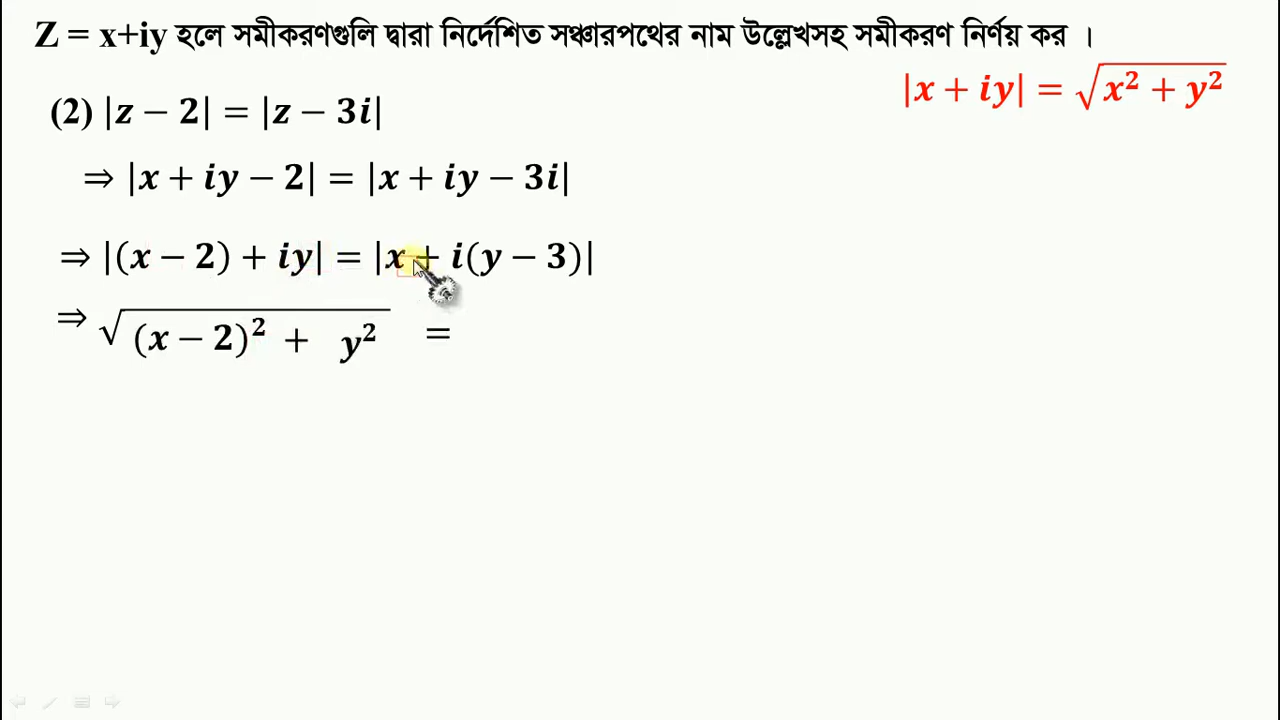 Z = x+iy হলে সমীকরণগুলি দ্বারা নির্দেশিত সঞ্চারপথের নাম উল্লেখসহ সমীকরণ নির্ণয় কর ।
|x + iy| = √(x² + y²)
(2) |z − 2| = |z − 3i|
⇒ |x + iy − 2| = |x + iy − 3i|
⇒ |(x − 2) + iy| = |x + i(y − 3)|
⇒ √((x − 2)² + y²) =